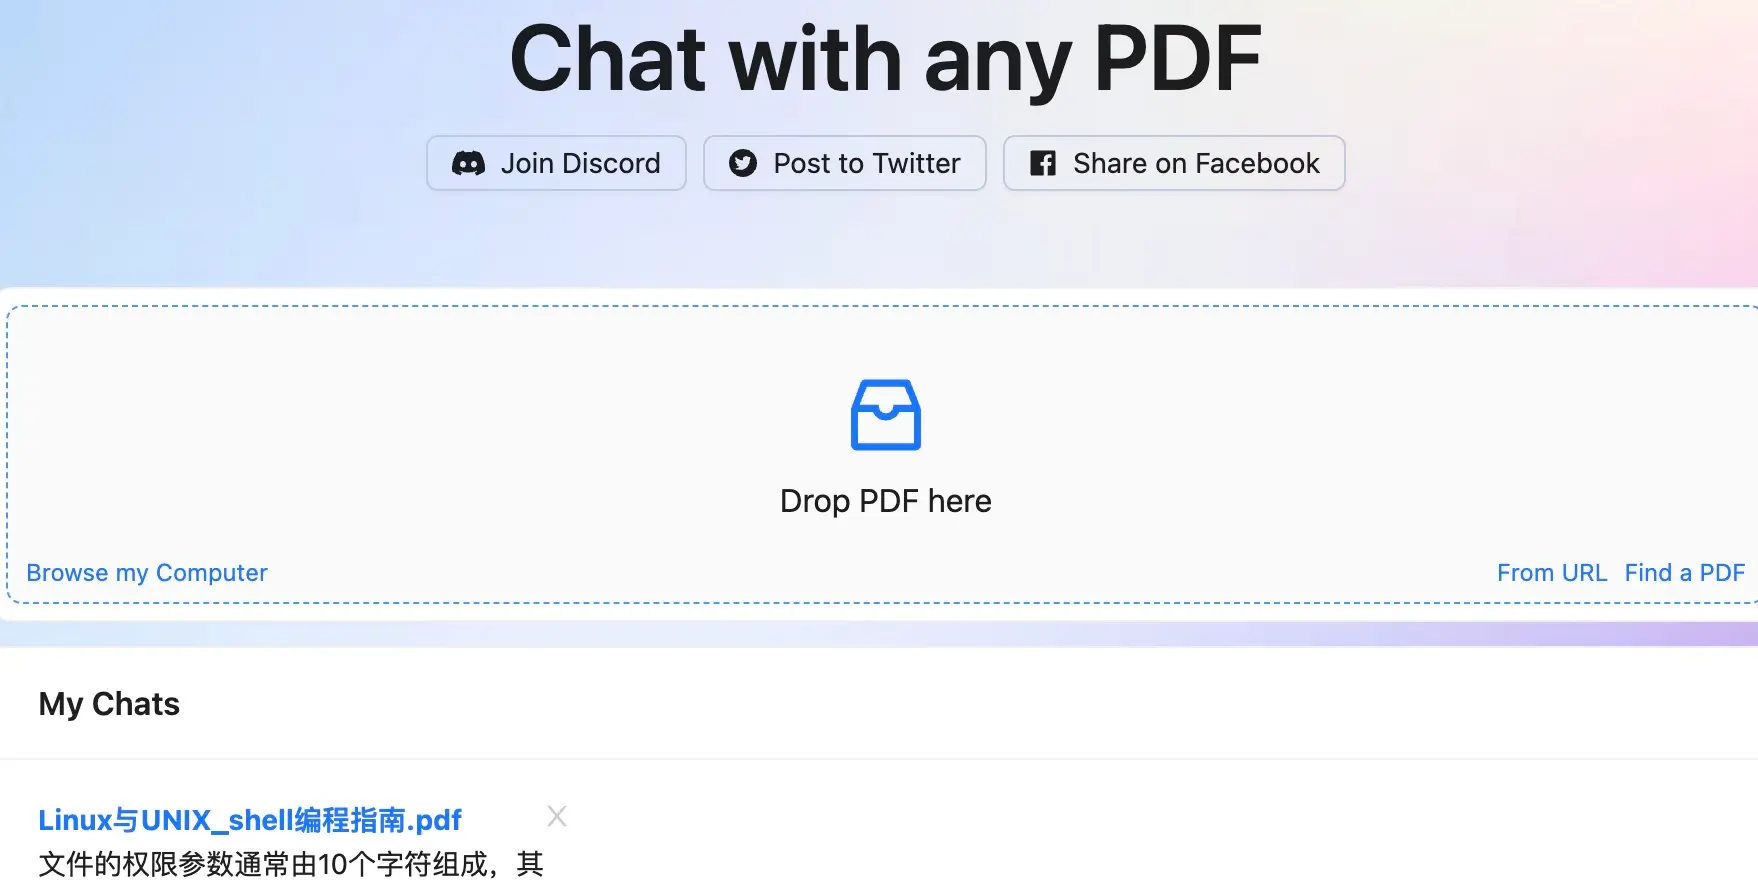 Chat with any PDF
Join Discord Post to Twitter Share on Facebook
Drop PDF here
Browse my Computer From URL Find a PDF
My Chats
Linux与UNIX_shell编程指南.pdf
文件的权限参数通常由10个字符组成，其